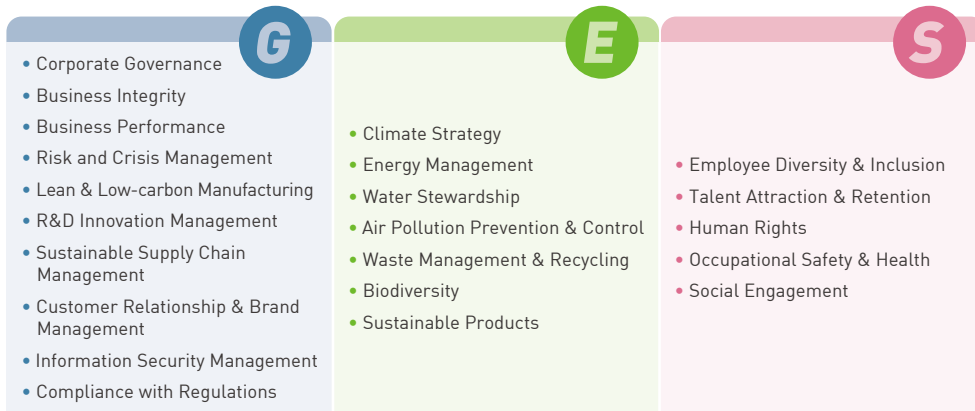 G
• Corporate Governance
• Business Integrity
• Business Performance
• Risk and Crisis Management
• Lean & Low-carbon Manufacturing
• R&D Innovation Management
• Sustainable Supply Chain
Management
• Customer Relationship & Brand
Management
• Information Security Management
• Compliance with Regulations
E
• Climate Strategy
• Energy Management
• Water Stewardship
• Air Pollution Prevention & Control
• Waste Management & Recycling
• Biodiversity
• Sustainable Products
S
• Employee Diversity & Inclusion
• Talent Attraction & Retention
• Human Rights
• Occupational Safety & Health
• Social Engagement